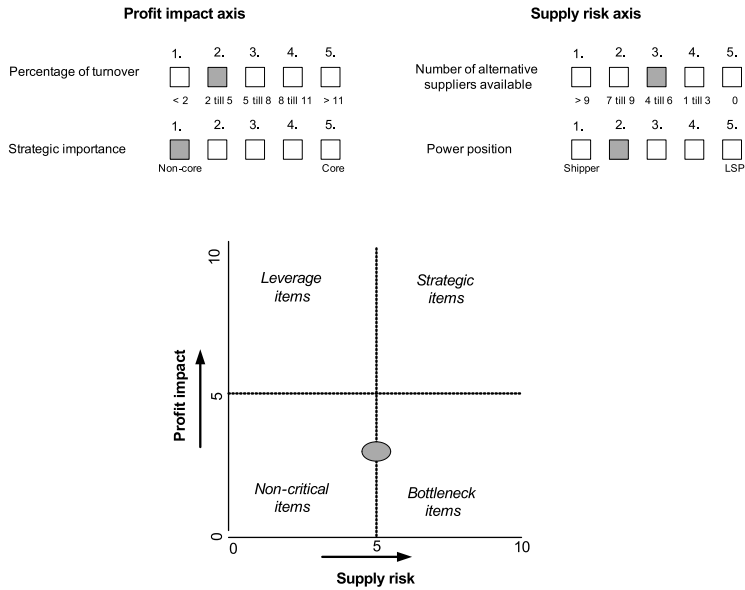 Profit impact axis
Supply risk axis
1. 2. 3. 4. 5.
Percentage of turnover
< 2 2 till 5 5 till 8 8 till 11 > 11
1. 2. 3. 4. 5.
Number of alternative
suppliers available
> 9 7 till 9 4 till 6 1 till 3 0
1. 2. 3. 4. 5.
Strategic importance
Non-core Core
1. 2. 3. 4. 5.
Power position
Shipper LSP
10
Leverage
items
Strategic
items
Profit impact
5
Non-critical
items
Bottleneck
items
0
0 5 10
Supply risk